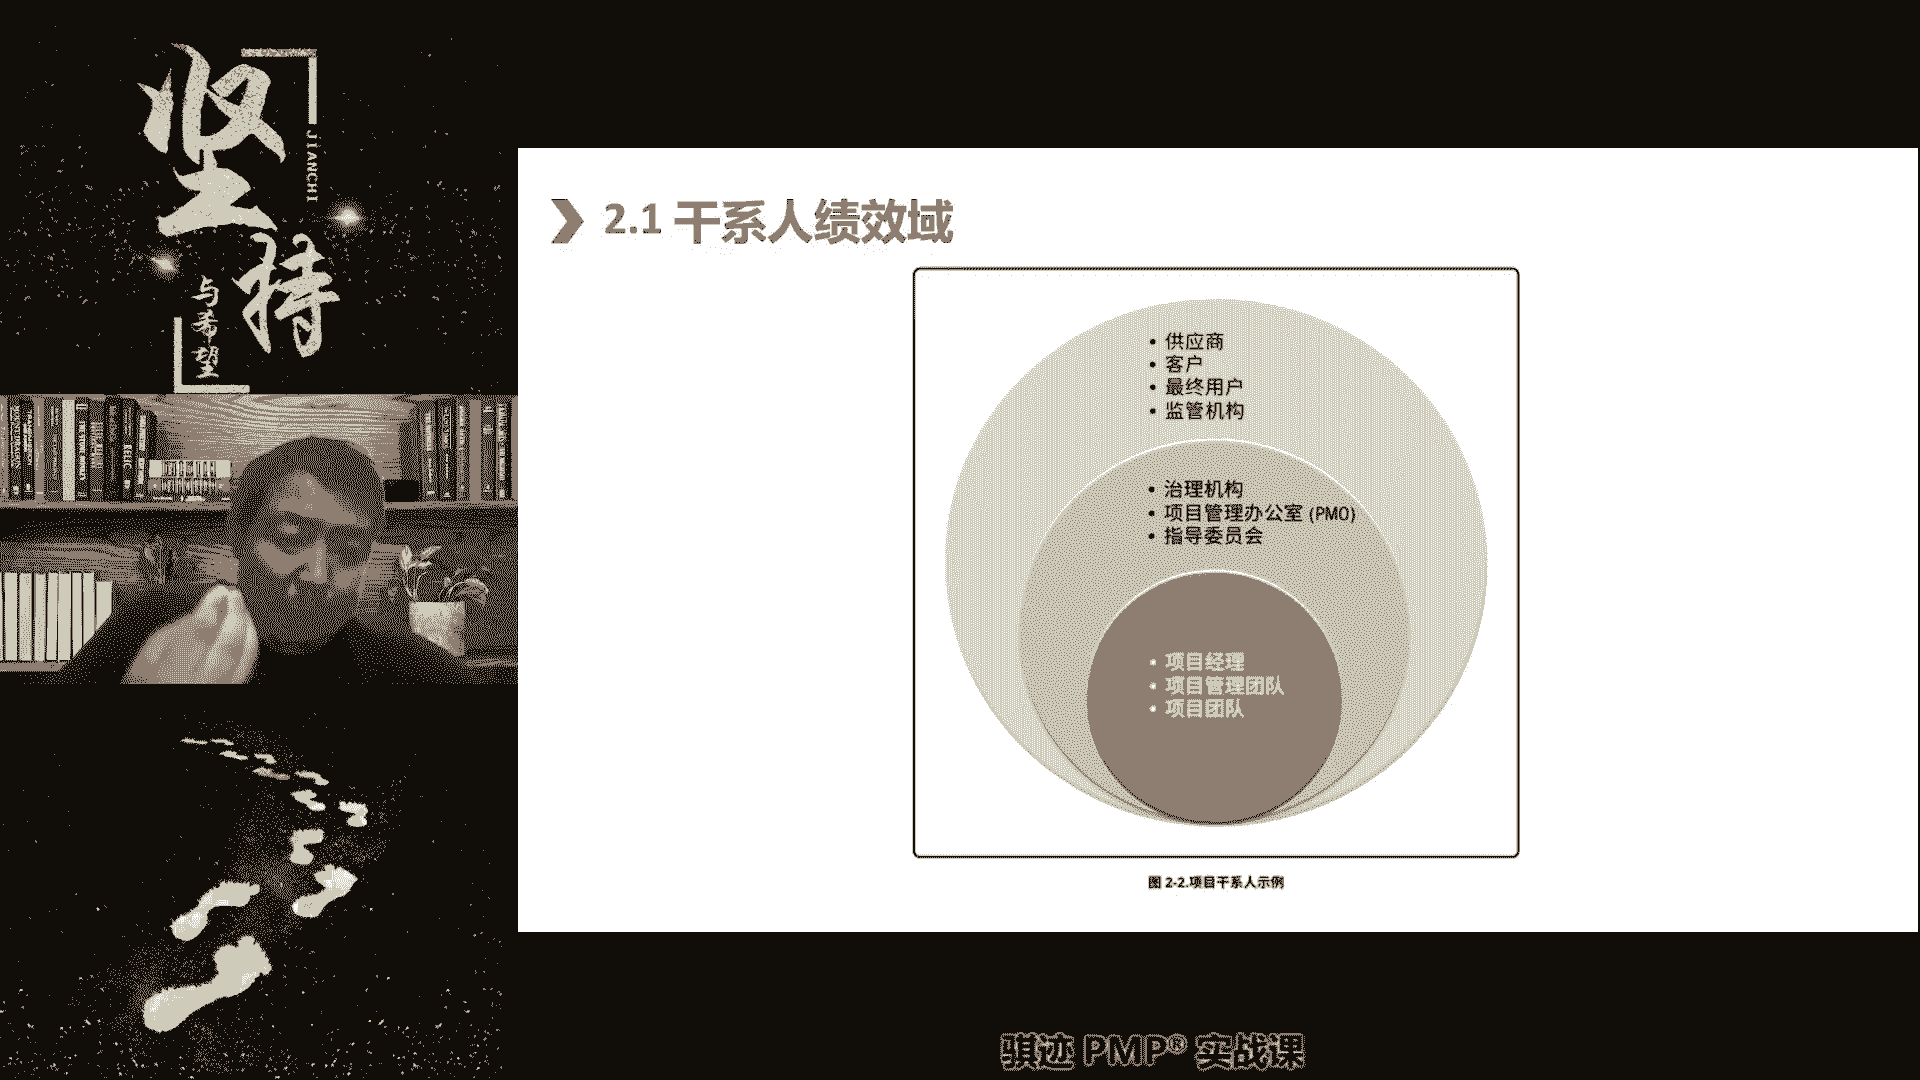 坚持
JIANCHI
与希望
2.1 干系人绩效域
• 供应商
• 客户
• 最终用户
• 监管机构
• 治理机构
• 项目管理办公室 (PMO)
• 指导委员会
• 项目经理
• 项目管理团队
• 项目团队
图 2-2.项目干系人示例
骐迹 PMP® 实战课